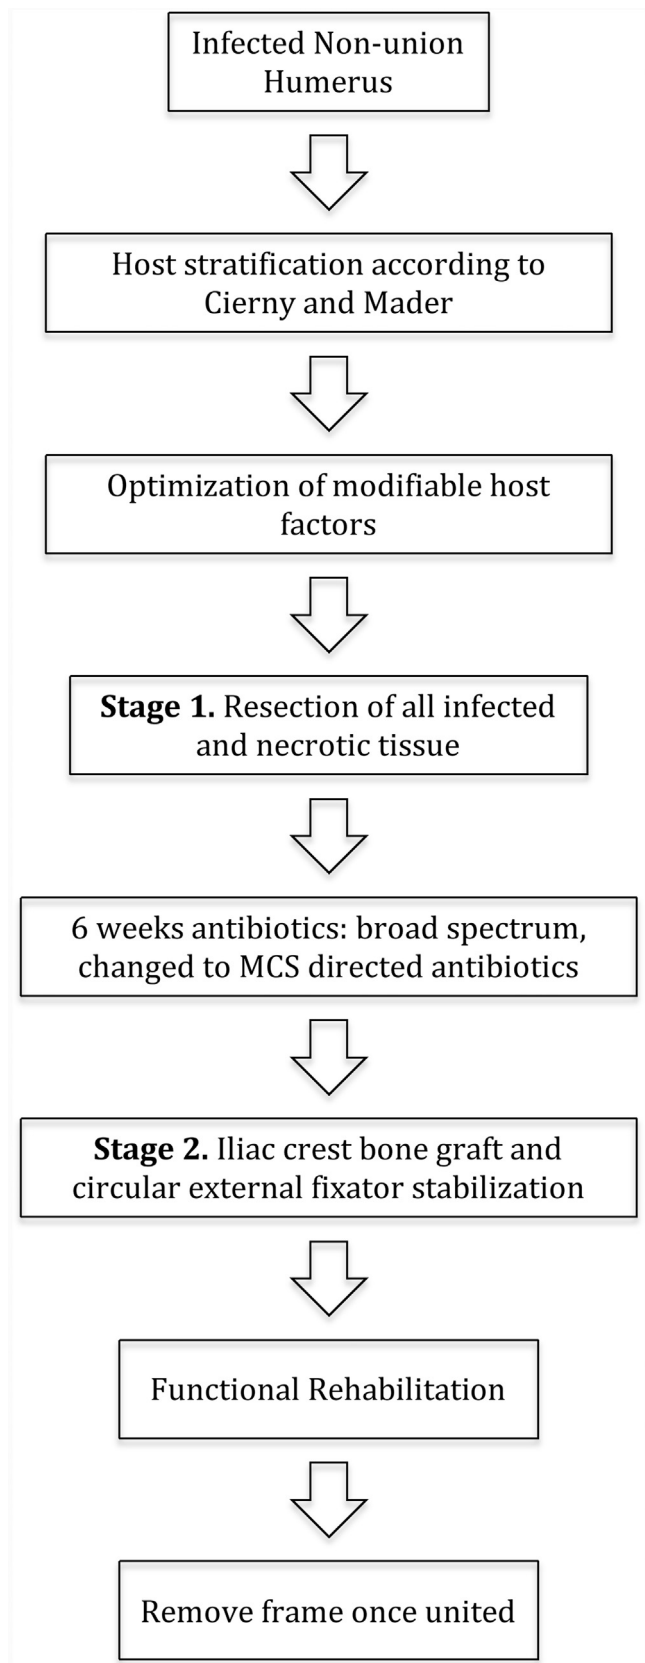 Infected Non-union
Humerus
Host stratification according to
Cierny and Mader
Optimization of modifiable host
factors
Stage 1. Resection of all infected
and necrotic tissue
6 weeks antibiotics: broad spectrum,
changed to MCS directed antibiotics
Stage 2. Iliac crest bone graft and
circular external fixator stabilization
Functional Rehabilitation
Remove frame once united